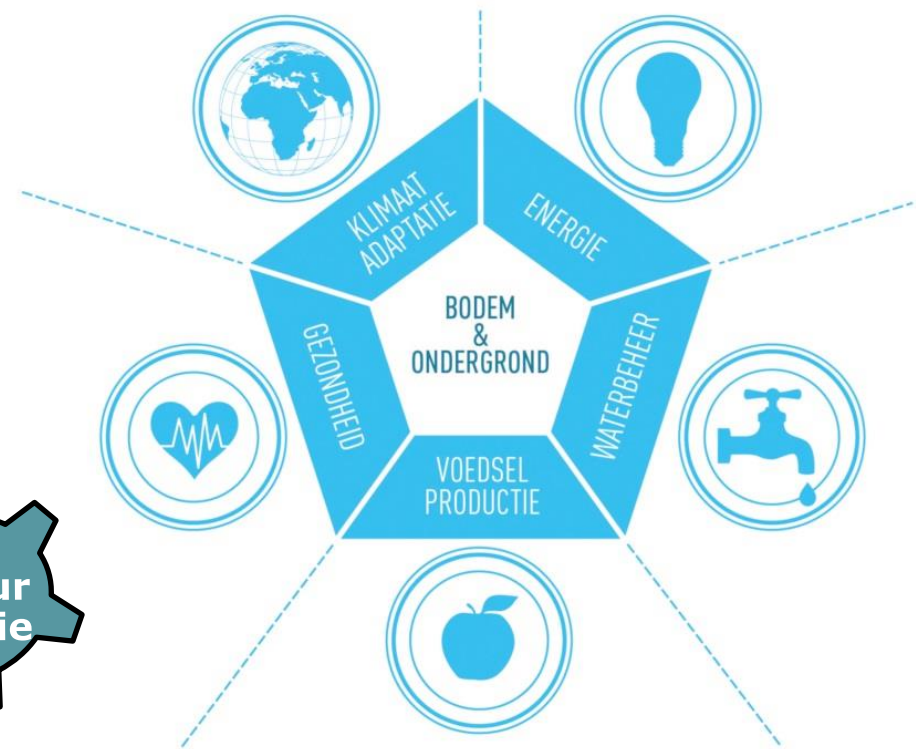 KLIMAAT
ADAPTATIE
ENERGIE
BODEM
&
ONDERGROND
GEZONDHEID
WATERBEHEER
VOEDSEL
PRODUCTIE